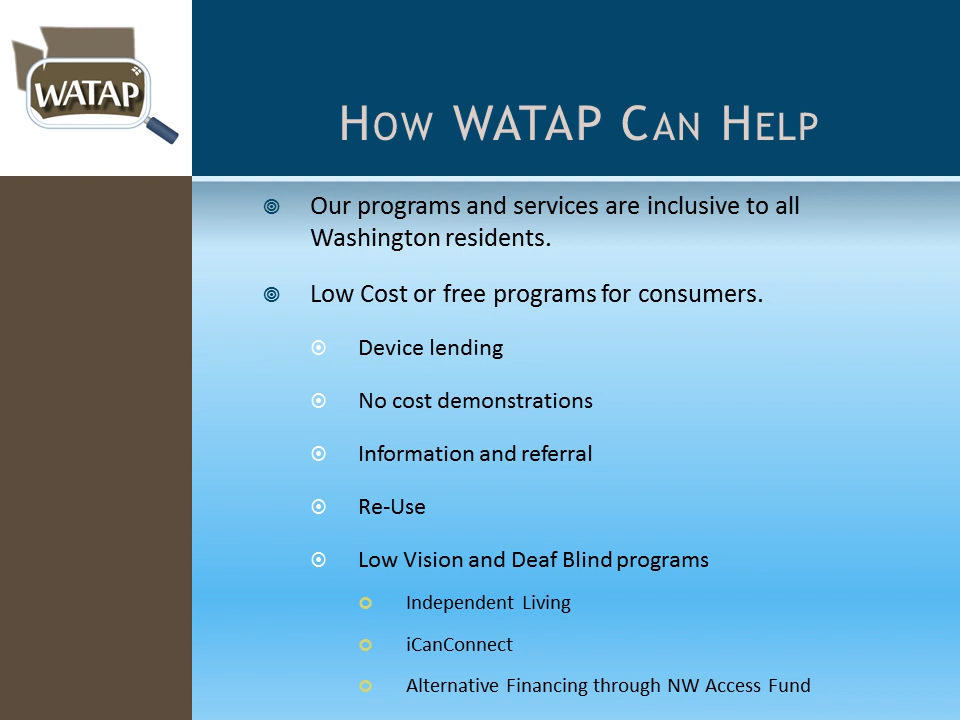 WATAP
How WATAP Can Help
Our programs and services are inclusive to all
Washington residents.
Low Cost or free programs for consumers.
Device lending
No cost demonstrations
Information and referral
Re-Use
Low Vision and Deaf Blind programs
Independent Living
iCanConnect
Alternative Financing through NW Access Fund